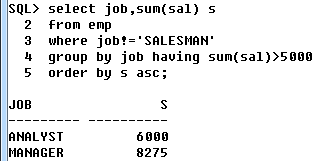 SQL> select job,sum(sal) s
2 from emp
3 where job!='SALESMAN'
4 group by job having sum(sal)>5000
5 order by s asc;
JOB S
--------- ----------
ANALYST 6000
MANAGER 8275